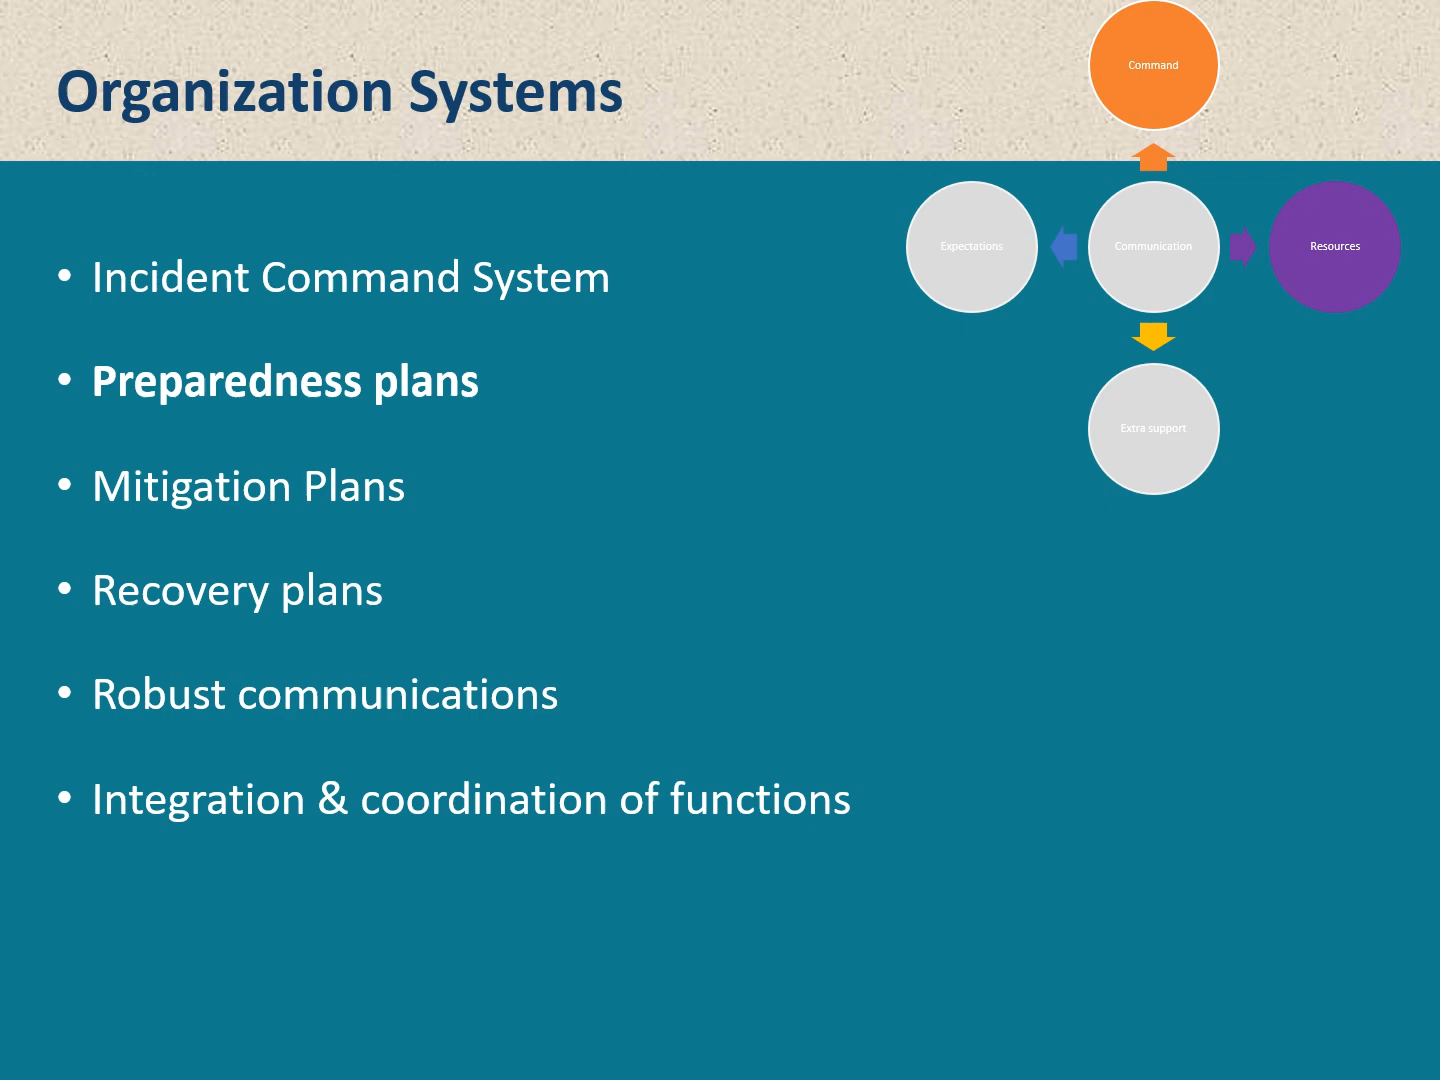 Organization Systems
Command
Expectations
Communication
Resources
Extra support
• Incident Command System
• Preparedness plans
• Mitigation Plans
• Recovery plans
• Robust communications
• Integration & coordination of functions